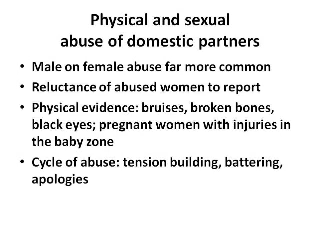 Physical and sexual
abuse of domestic partners
• Male on female abuse far more common
• Reluctance of abused women to report
• Physical evidence: bruises, broken bones,
black eyes; pregnant women with injuries in
the baby zone
• Cycle of abuse: tension building, battering,
apologies